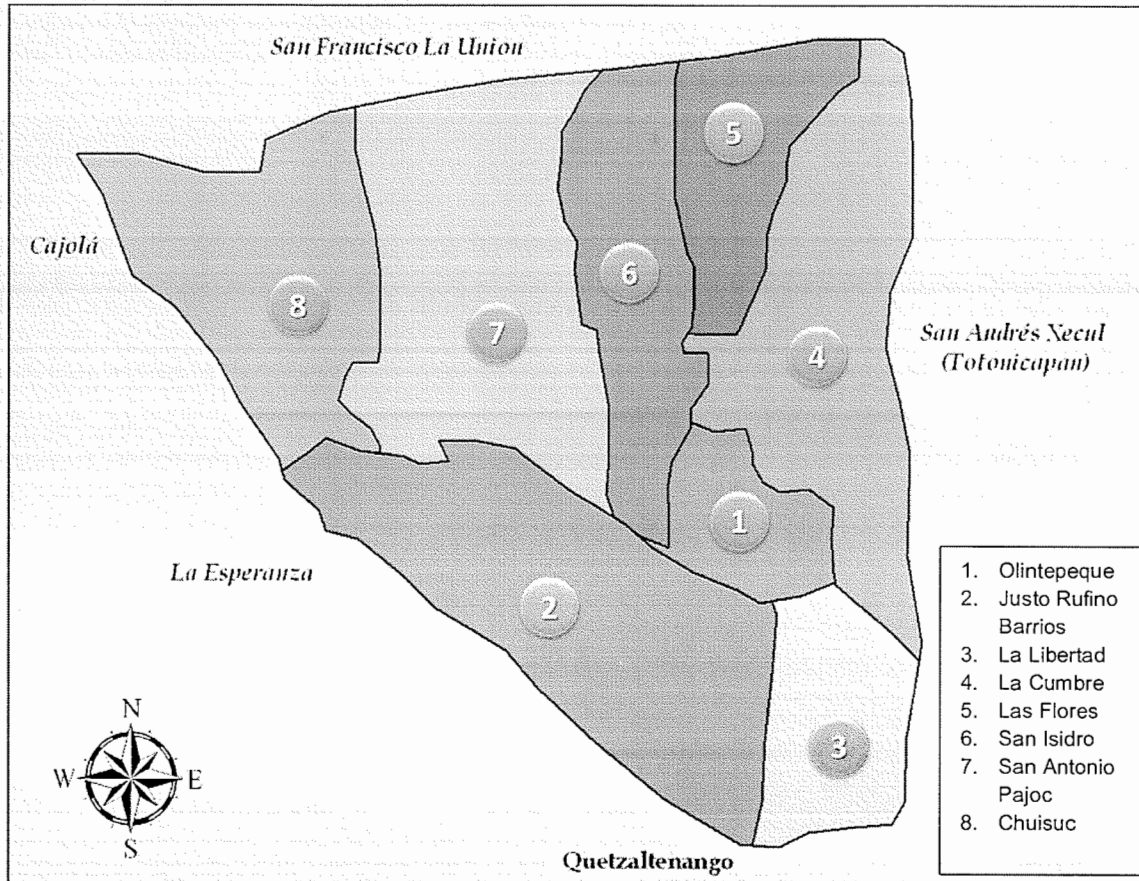 San Francisco La Union
5
Cajolá
6
8
7
San Andrés Xecul
4
(Totonicapan)
1
La Esperanza
2
1. Olintepeque
2. Justo Rufino
Barrios
3. La Libertad
4. La Cumbre
5. Las Flores
6. San Isidro
7. San Antonio
Pajoc
8. Chuisuc
N
W E
S
3
Quetzaltenango